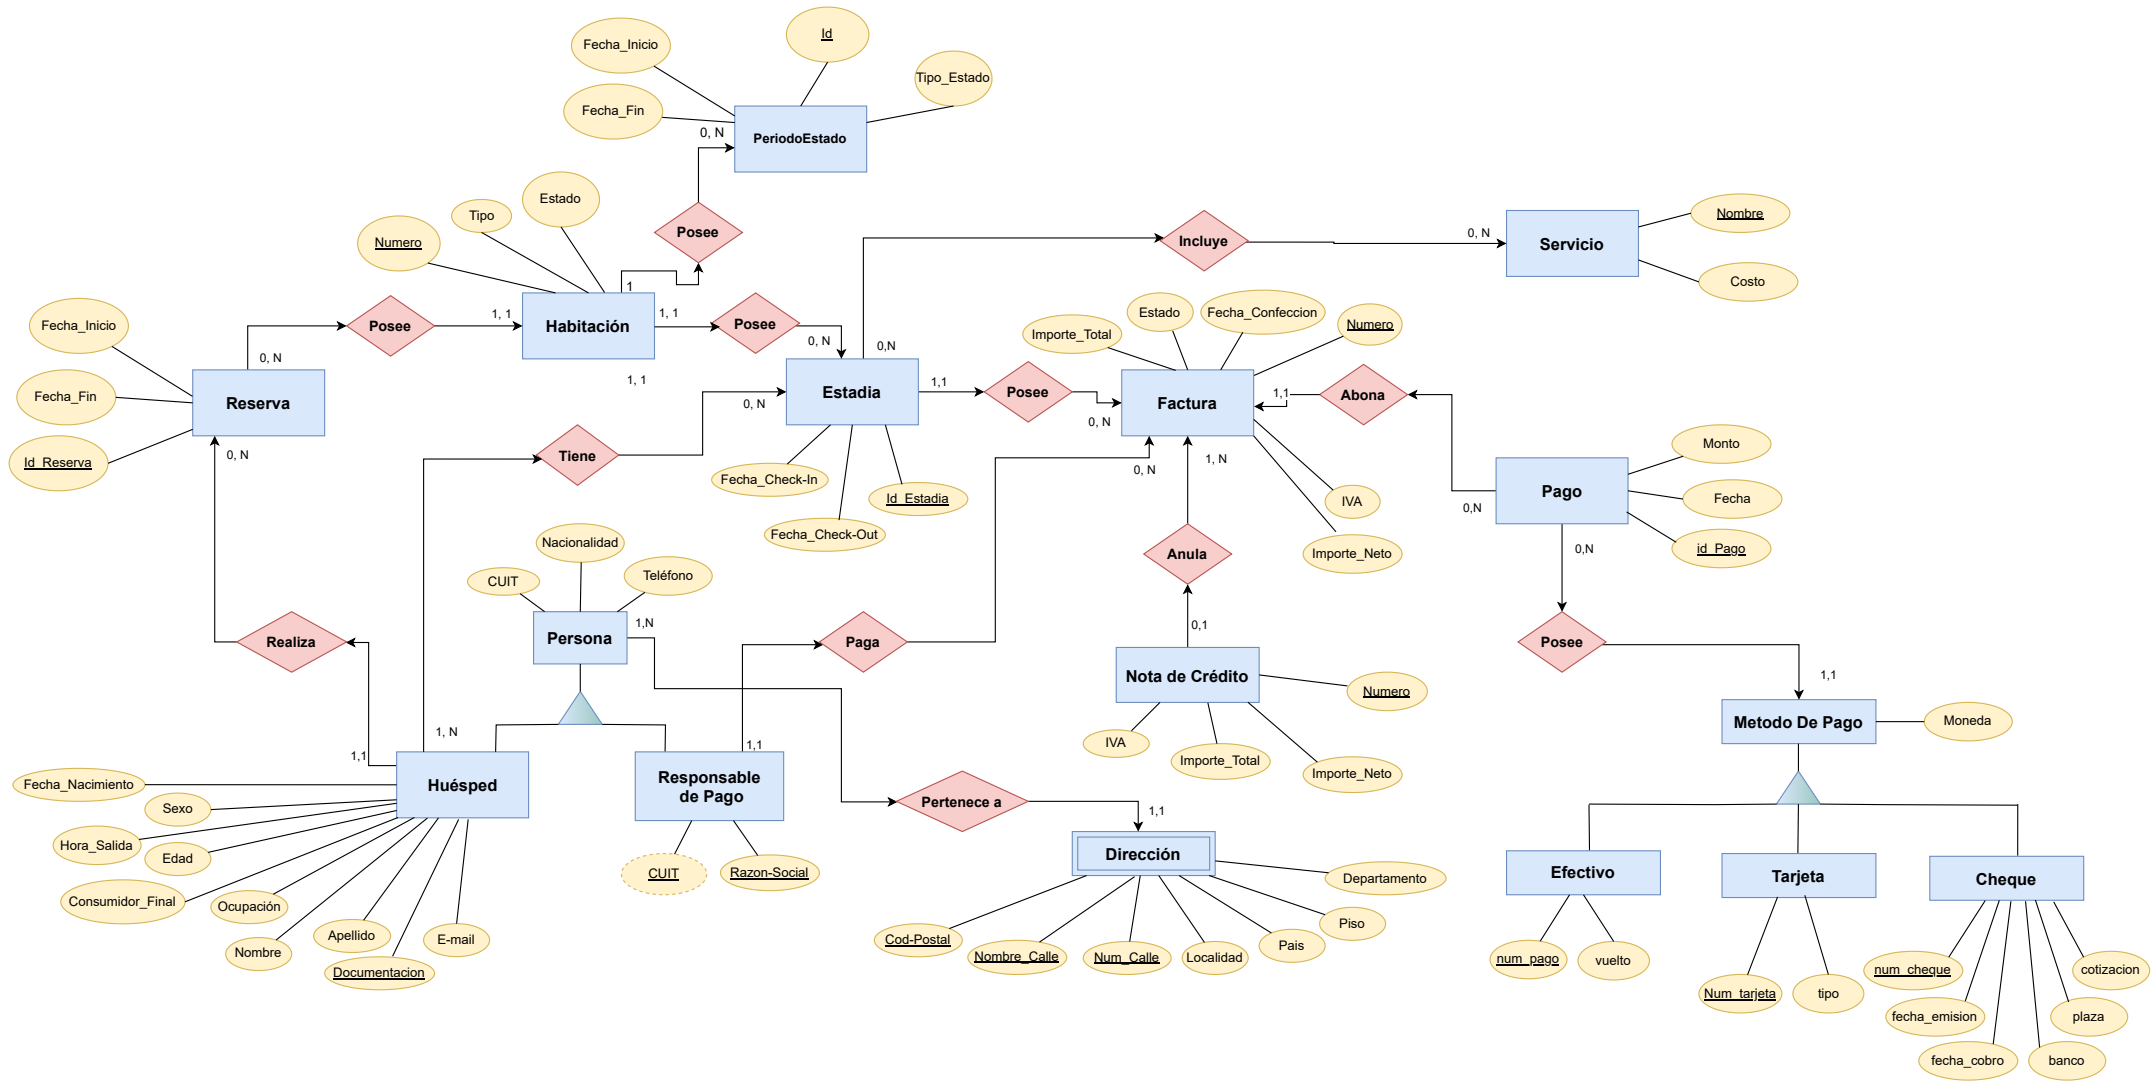 Id
Fecha_Inicio
Tipo_Estado
Fecha_Fin
0, N
PeriodoEstado
Estado
Tipo
Numero
Posee
Incluye
0, N
Servicio
Nombre
Costo
1
Fecha_Inicio
Posee
1, 1
Habitación
1, 1
Posee
0, N
0,N
Importe_Total
Estado
Fecha_Confeccion
Numero
0, N
1, 1
Fecha_Fin
Reserva
0, N
Estadia
1,1
Posee
0, N
Factura
1,1
Abona
Id_Reserva
0, N
Tiene
Fecha_Check-In
Id_Estadia
Fecha_Check-Out
0, N
1, N
IVA
Importe_Neto
Pago
0,N
Monto
Fecha
id_Pago
0,N
Nacionalidad
CUIT
Teléfono
Anula
Realiza
Persona
1,N
Paga
0,1
Posee
Nota de Crédito
Numero
1,1
IVA
Importe_Total
Importe_Neto
Metodo De Pago
Moneda
1,1
1, N
1,1
Fecha_Nacimiento
Huésped
Responsable
de Pago
Pertenece a
1,1
Sexo
Hora_Salida
Edad
Consumidor_Final
Ocupación
Nombre
Apellido
Documentacion
E-mail
CUIT
Razon-Social
Dirección
Departamento
Piso
Pais
Localidad
Num_Calle
Nombre_Calle
Cod-Postal
Efectivo
Tarjeta
Cheque
num_pago
vuelto
Num_tarjeta
tipo
num_cheque
cotizacion
fecha_emision
plaza
fecha_cobro
banco